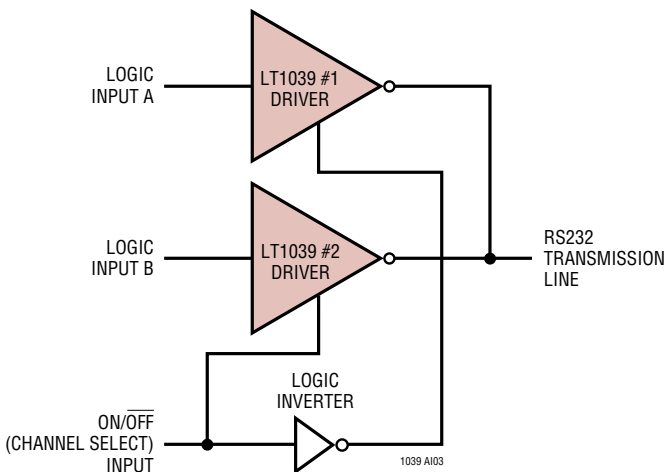 LOGIC
INPUT A
LT1039 #1
DRIVER
LOGIC
INPUT B
LT1039 #2
DRIVER
RS232
TRANSMISSION
LINE
LOGIC
INVERTER
ON/OFF
(CHANNEL SELECT)
INPUT
1039 AI03